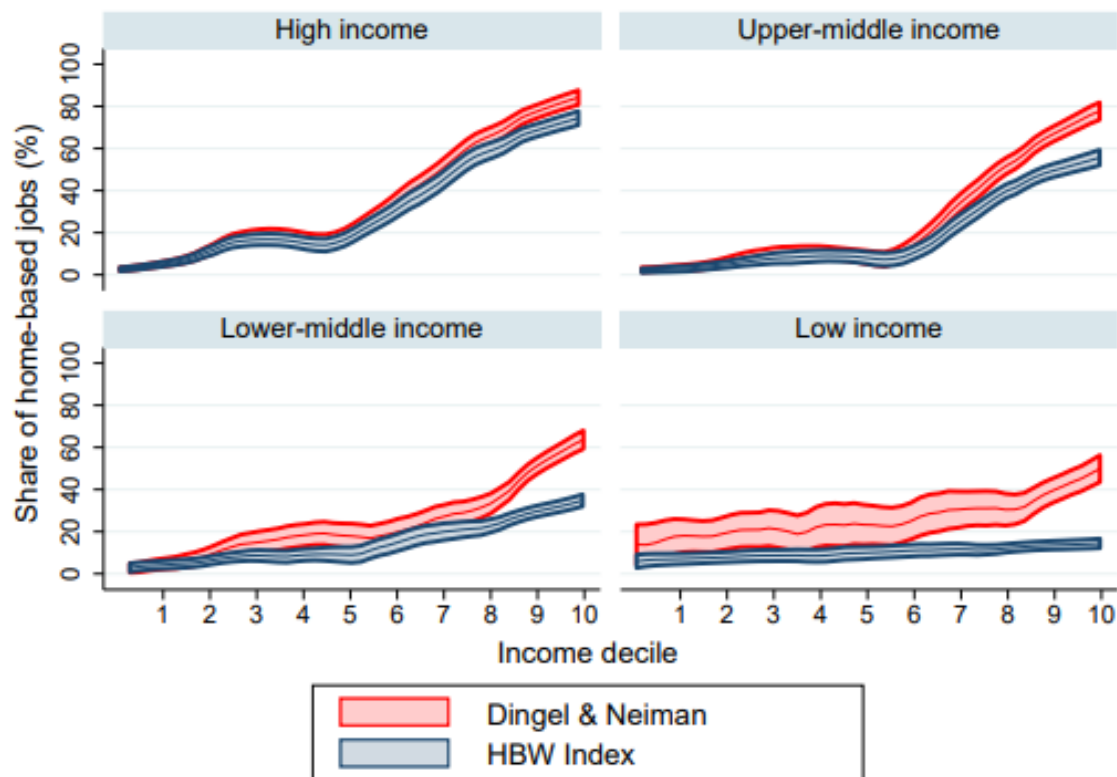 High income
Upper-middle income
Share of home-based jobs (%)
100
80
60
40
20
0
Lower-middle income
Low income
100
80
60
40
20
0
1 2 3 4 5 6 7 8 9 10
1 2 3 4 5 6 7 8 9 10
Income decile
Dingel & Neiman
HBW Index